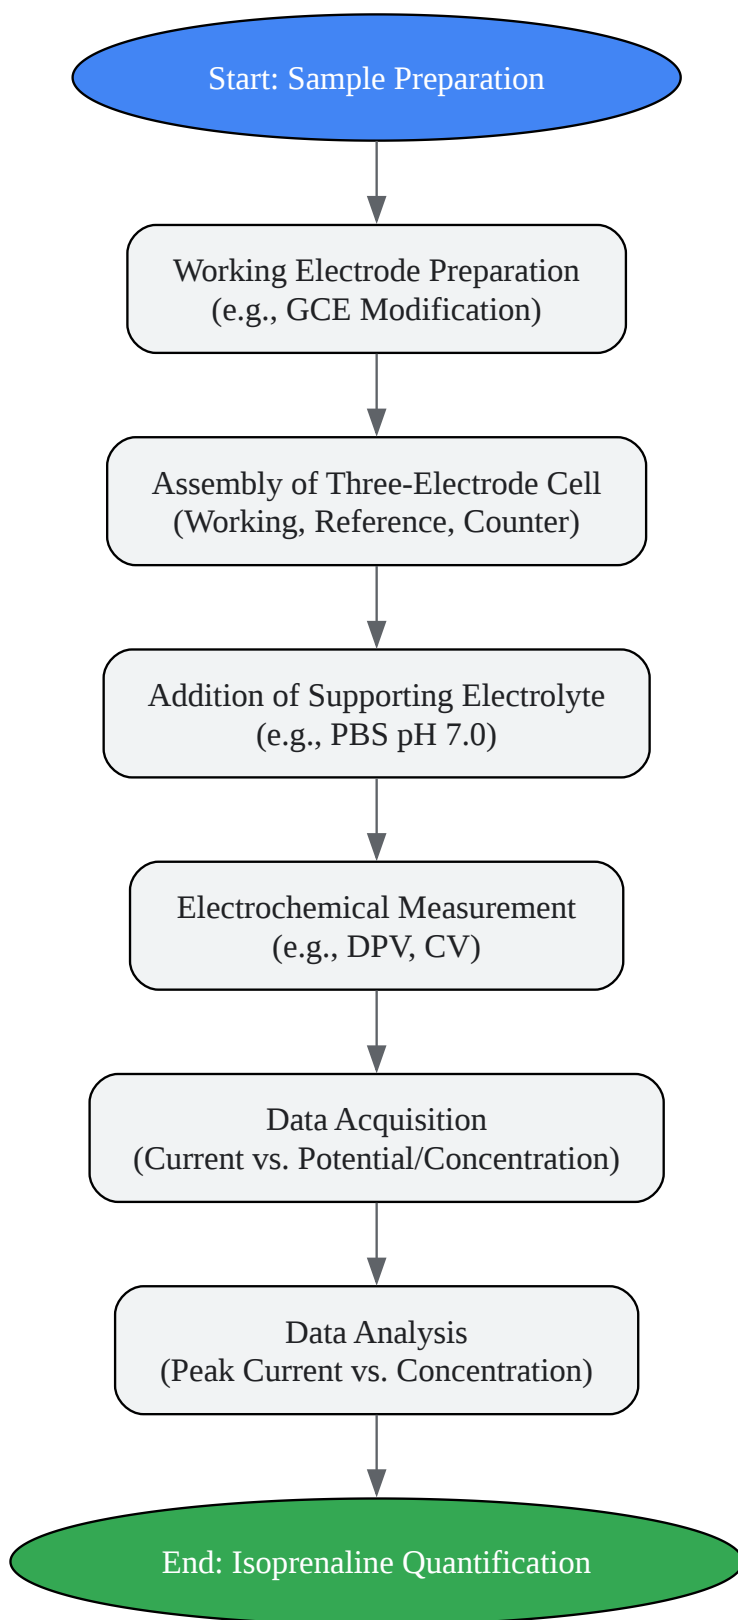 Start: Sample Preparation
Working Electrode Preparation
(e.g., GCE Modification)
Assembly of Three-Electrode Cell
(Working, Reference, Counter)
Addition of Supporting Electrolyte
(e.g., PBS pH 7.0)
Electrochemical Measurement
(e.g., DPV, CV)
Data Acquisition
(Current vs. Potential/Concentration)
Data Analysis
(Peak Current vs. Concentration)
End: Isoprenaline Quantification